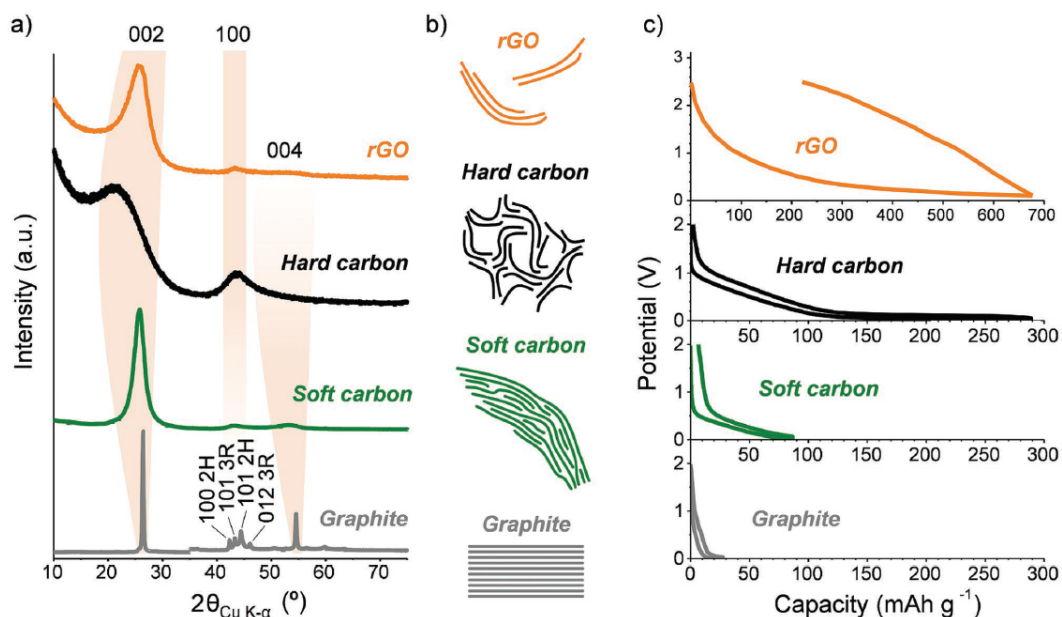 a)
002
100
004
rGO
Hard carbon
Soft carbon
Graphite
100 2H
101 3R
101 2H
012 3R
Intensity (a.u.)
10 20 30 40 50 60 70
2θCu K-α (°)
b)
rGO
Hard carbon
Soft carbon
Graphite
c)
3
2
1
0
rGO
100 200 300 400 500 600 700
2
1
0
Hard carbon
50 100 150 200 250 300
2
1
0
Soft carbon
50 100 150 200 250 300
2
1
0
Graphite
0 50 100 150 200 250 300
Potential (V)
Capacity (mAh g -1)